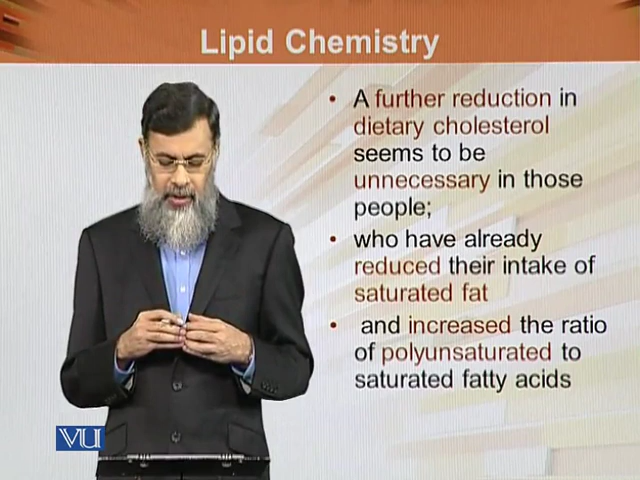 Lipid Chemistry
• A further reduction in
dietary cholesterol
seems to be
unnecessary in those
people;
• who have already
reduced their intake of
saturated fat
• and increased the ratio
of polyunsaturated to
saturated fatty acids
VU